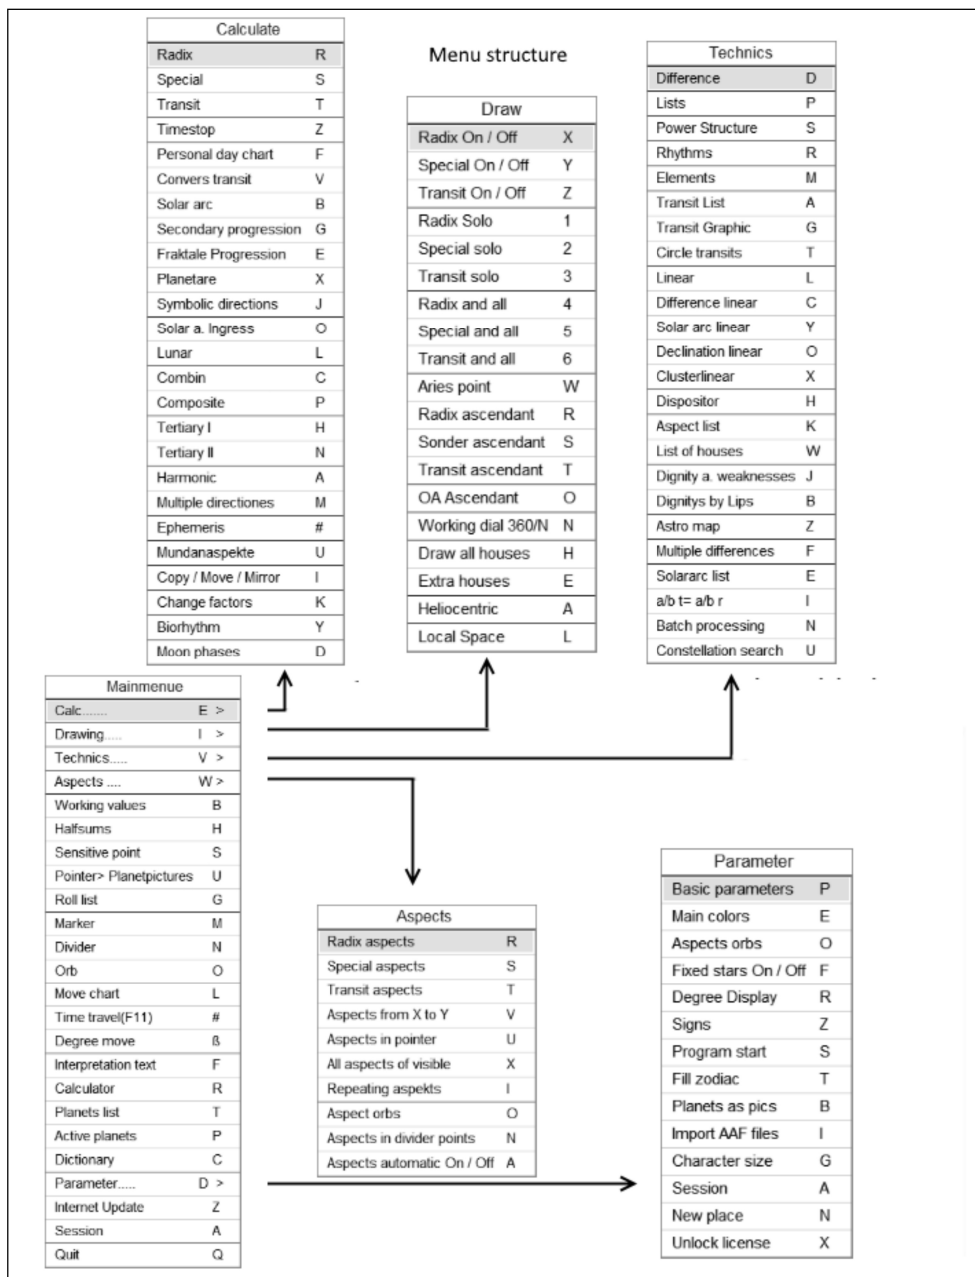 Menu structure
Calculate
Radix R
Special S
Transit T
Timestop Z
Personal day chart F
Convers transit V
Solar arc B
Secondary progression G
Fraktale Progression E
Planetare X
Symbolic directions J
Solar a. Ingress O
Lunar L
Combin C
Composite P
Tertiary I H
Tertiary II N
Harmonic A
Multiple directiones M
Ephemeris #
Mundanaspekte U
Copy / Move / Mirror I
Change factors K
Biorhythm Y
Moon phases D
Draw
Radix On / Off X
Special On / Off Y
Transit On / Off Z
Radix Solo 1
Special solo 2
Transit solo 3
Radix and all 4
Special and all 5
Transit and all 6
Aries point W
Radix ascendant R
Sonder ascendant S
Transit ascendant T
OA Ascendant O
Working dial 360/N N
Draw all houses H
Extra houses E
Heliocentric A
Local Space L
Technics
Difference D
Lists P
Power Structure S
Rhythms R
Elements M
Transit List A
Transit Graphic G
Circle transits T
Linear L
Difference linear C
Solar arc linear Y
Declination linear O
Clusterlinear X
Dispositor H
Aspect list K
List of houses W
Dignity a. weaknesses J
Dignitys by Lips B
Astro map Z
Multiple differences F
Solararc list E
a/b t= a/b r I
Batch processing N
Constellation search U
Mainmenue
Calc....... E >
Drawing..... I >
Technics..... V >
Aspects .... W >
Working values B
Halfsums H
Sensitive point S
Pointer> Planetpictures U
Roll list G
Marker M
Divider N
Orb O
Move chart L
Time travel(F11) #
Degree move ß
Interpretation text F
Calculator R
Planets list T
Active planets P
Dictionary C
Parameter..... D >
Internet Update Z
Session A
Quit Q
Aspects
Radix aspects R
Special aspects S
Transit aspects T
Aspects from X to Y V
Aspects in pointer U
All aspects of visible X
Repeating aspekts I
Aspect orbs O
Aspects in divider points N
Aspects automatic On / Off A
Parameter
Basic parameters P
Main colors E
Aspects orbs O
Fixed stars On / Off F
Degree Display R
Signs Z
Program start S
Fill zodiac T
Planets as pics B
Import AAF files I
Character size G
Session A
New place N
Unlock license X